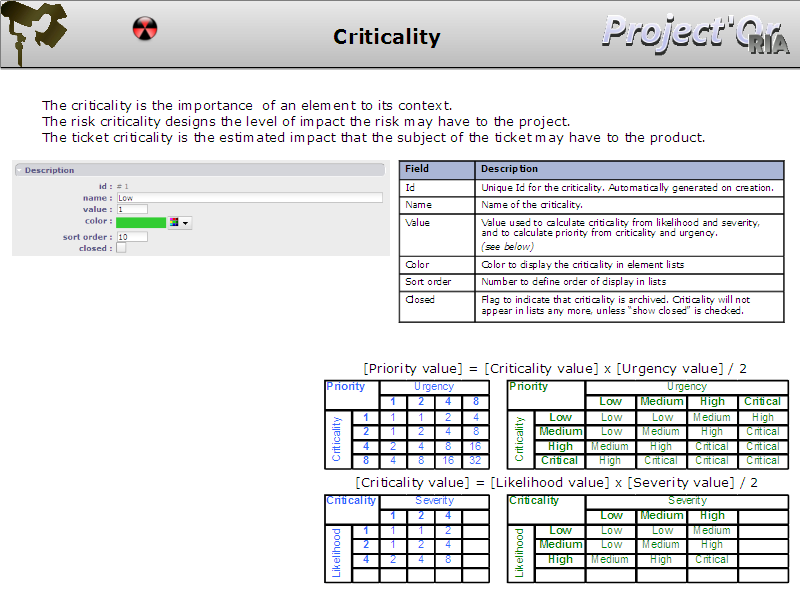 Criticality
Project'Or
RIA
The criticality is the importance of an element to its context.
The risk criticality designs the level of impact the risk may have to the project.
The ticket criticality is the estimated impact that the subject of the ticket may have to the product.
Description
id : # 1
name : Low
value : 1
color :
sort order : 10
closed :
Field Description
Id Unique Id for the criticality. Automatically generated on creation.
Name Name of the criticality.
Value Value used to calculate criticality from likelihood and severity,
and to calculate priority from criticality and urgency.
(see below)
Color Color to display the criticality in element lists
Sort order Number to define order of display in lists
Closed Flag to indicate that criticality is archived. Criticality will not
appear in lists any more, unless "show closed" is checked.
[Priority value] = [Criticality value] x [Urgency value] / 2
Priority Urgency
1 2 4 8
Criticality
1 1 1 2 4
2 1 2 4 8
4 2 4 8 16
8 4 8 16 32
Priority Urgency
Low Medium High Critical
Criticality
Low Low Low Medium High
Medium Low Medium High Critical
High Medium High Critical Critical
Critical High Critical Critical Critical
[Criticality value] = [Likelihood value] x [Severity value] / 2
Criticality Severity
1 2 4
Likelihood
1 1 1 2
2 1 2 4
4 2 4 8
Criticality Severity
Low Medium High
Likelihood
Low Low Low Medium
Medium Low Medium High
High Medium High Critical